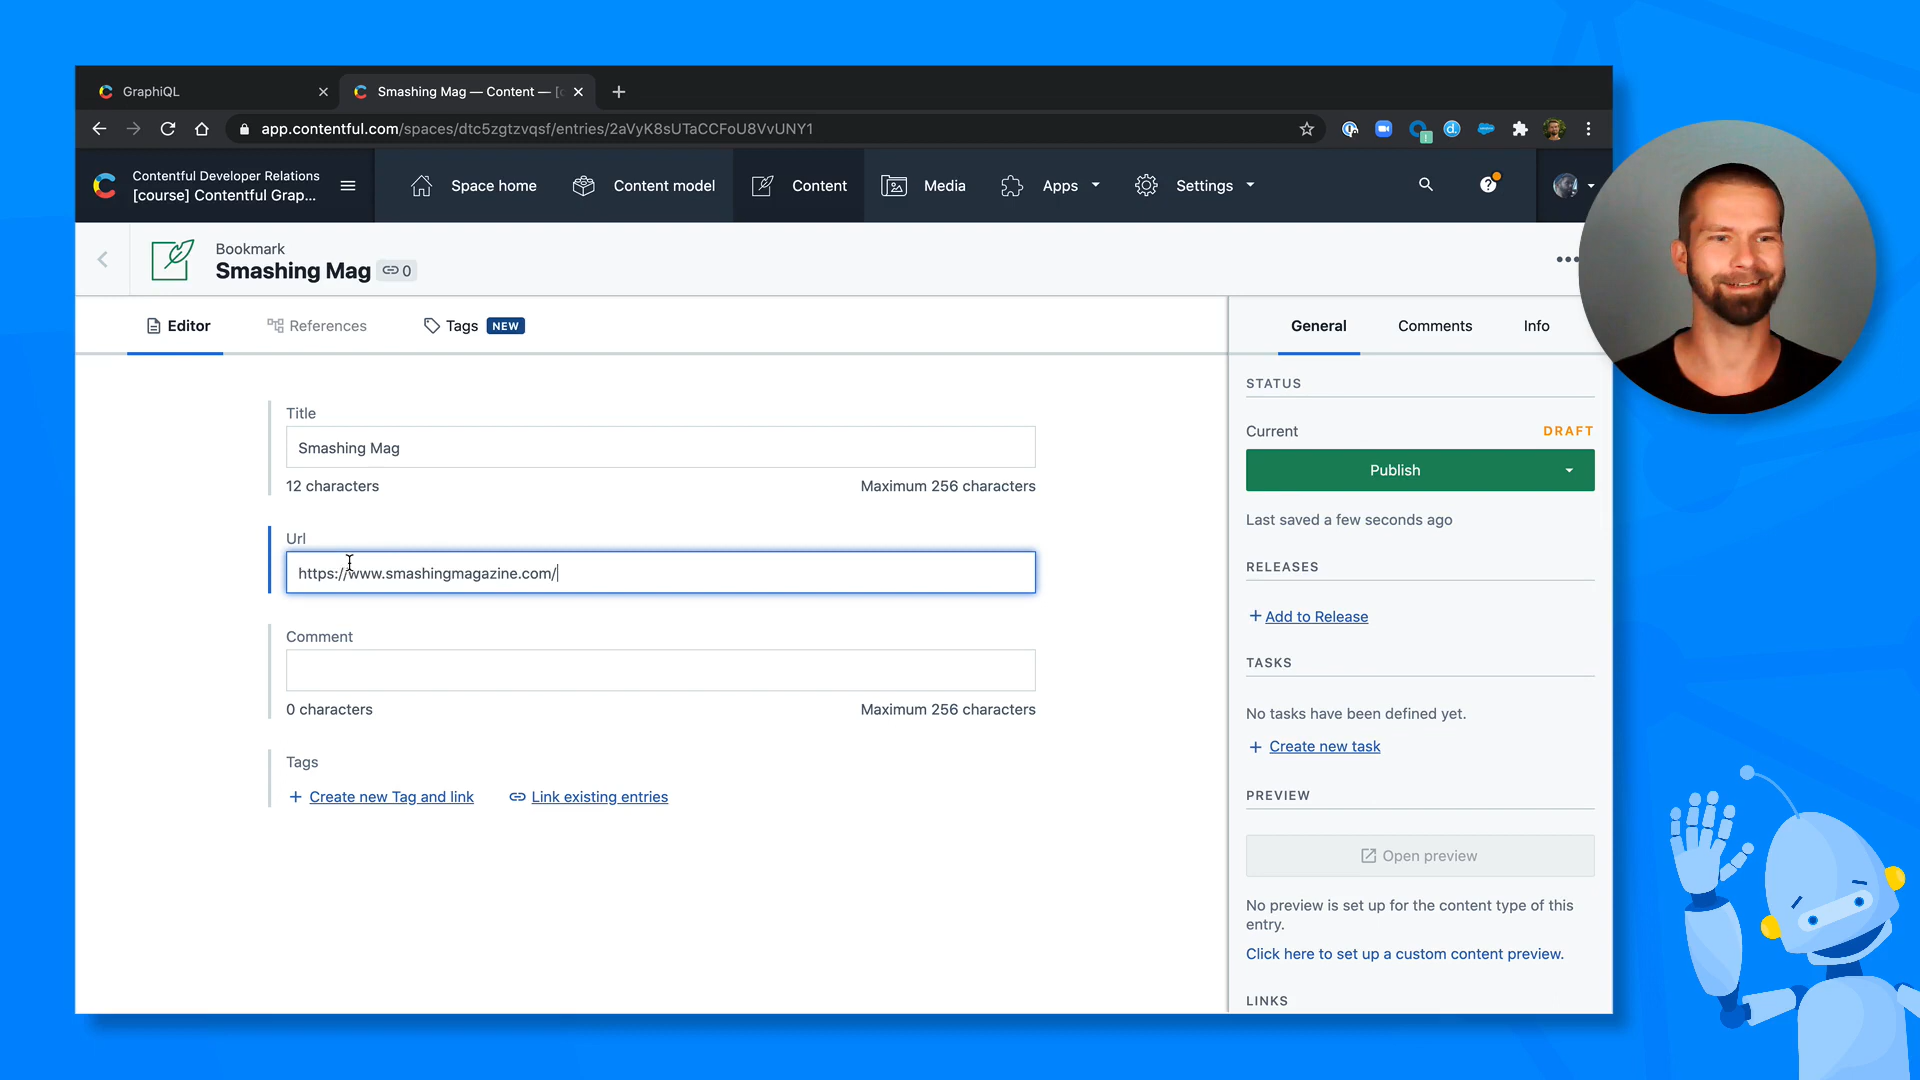 GraphiQL
Smashing Mag — Content — [
app.contentful.com/spaces/dtc5zgtzvqsf/entries/2aVyK8sUTaCCFoU8VvUNY1
Contentful Developer Relations
[course] Contentful Grap...
Space home
Content model
Content
Media
Apps
Settings
Bookmark
Smashing Mag
0
Editor
References
Tags NEW
General
Comments
Info
Title
Smashing Mag
12 characters
Maximum 256 characters
Url
https://www.smashingmagazine.com/
Comment
0 characters
Maximum 256 characters
Tags
+ Create new Tag and link
Link existing entries
STATUS
Current
DRAFT
Publish
Last saved a few seconds ago
RELEASES
+ Add to Release
TASKS
No tasks have been defined yet.
+ Create new task
PREVIEW
Open preview
No preview is set up for the content type of this
entry.
Click here to set up a custom content preview.
LINKS